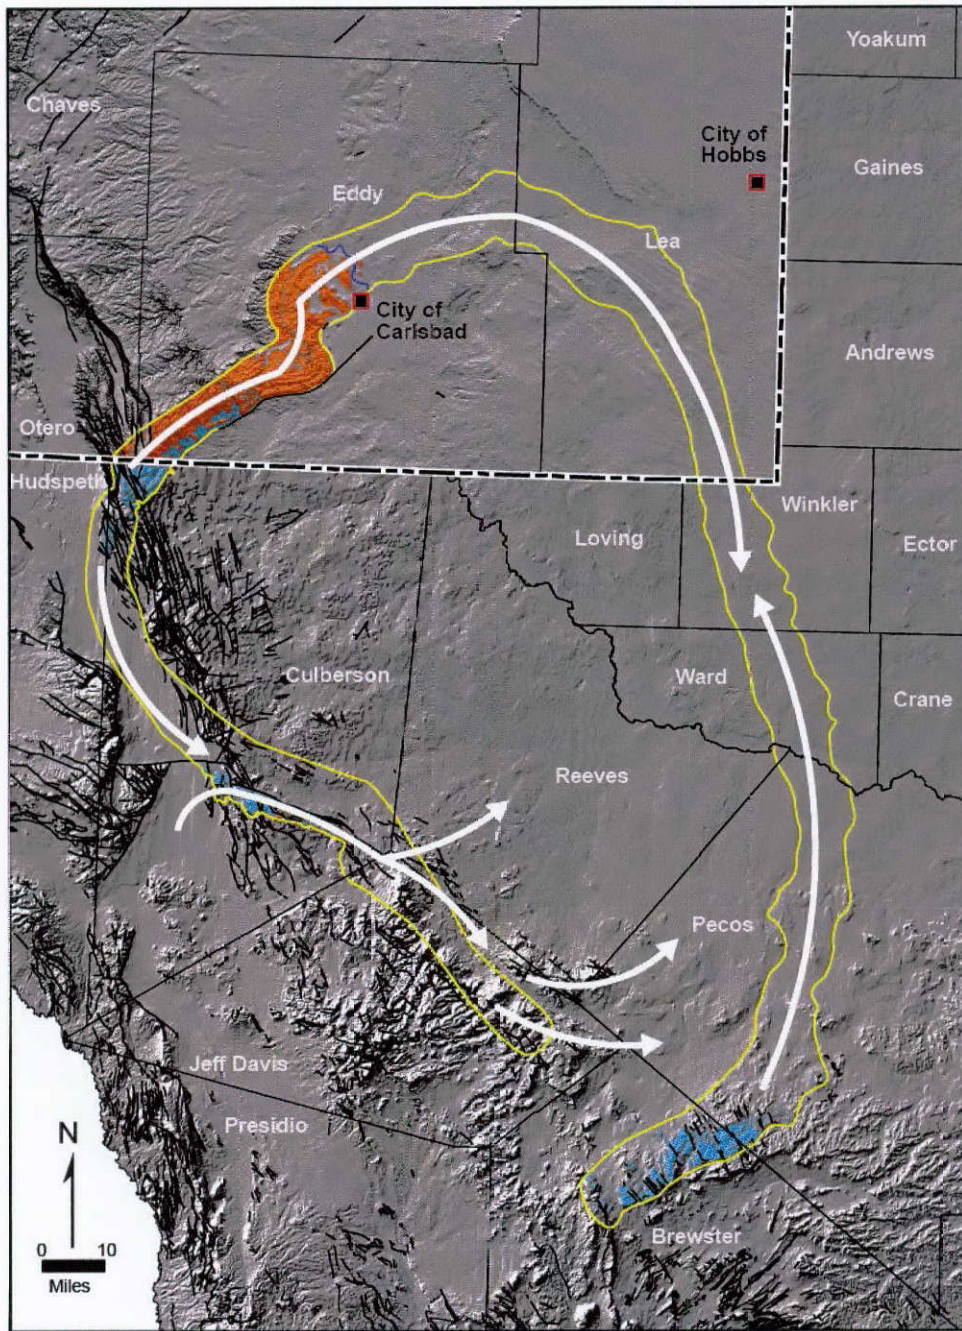 Yoakum
Chaves
City of
Hobbs
Gaines
Eddy
Lea
City of
Carlsbad
Andrews
Otero
Hudspeth
Winkler
Loving
Ector
Culberson
Ward
Crane
Reeves
Pecos
Jeff Davis
Presidio
N
Brewster
0 10
Miles